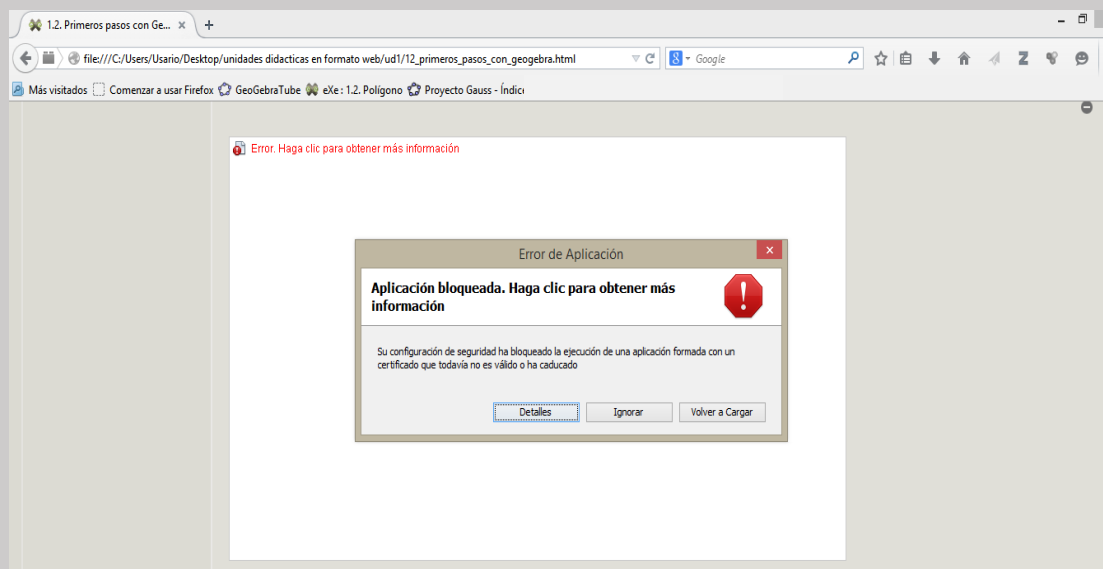 1.2. Primeros pasos con Ge... × +
file:///C:/Users/Usario/Desktop/unidades didacticas en formato web/ud1/12_primeros_pasos_con_geogebra.html
Google
Más visitados Comenzar a usar Firefox GeoGebraTube eXe : 1.2. Polígono Proyecto Gauss - Índice
Error. Haga clic para obtener más información
Error de Aplicación
Aplicación bloqueada. Haga clic para obtener más
información
Su configuración de seguridad ha bloqueado la ejecución de una aplicación formada con un
certificado que todavía no es válido o ha caducado
Detalles Ignorar Volver a Cargar